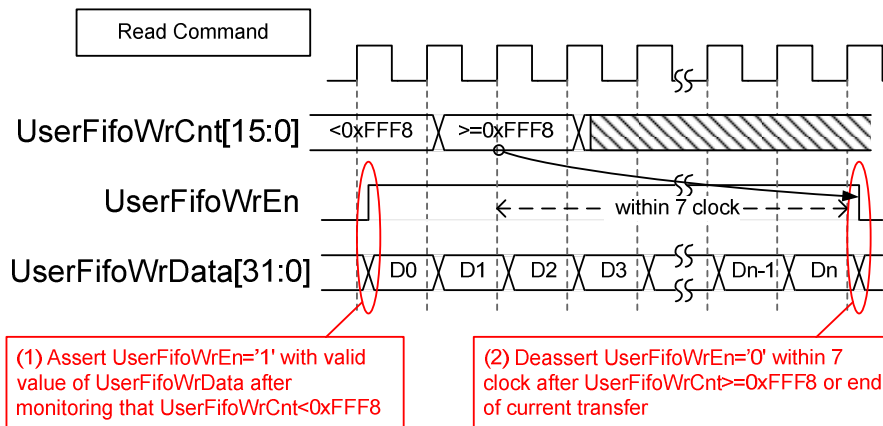 Read Command
UserFifoWrCnt[15:0]
<0xFFF8
>=0xFFF8
UserFifoWrEn
within 7 clock
UserFifoWrData[31:0]
D0
D1
D2
D3
Dn-1
Dn
(1) Assert UserFifoWrEn='1' with valid
value of UserFifoWrData after
monitoring that UserFifoWrCnt<0xFFF8
(2) Deassert UserFifoWrEn='0' within 7
clock after UserFifoWrCnt>=0xFFF8 or end
of current transfer